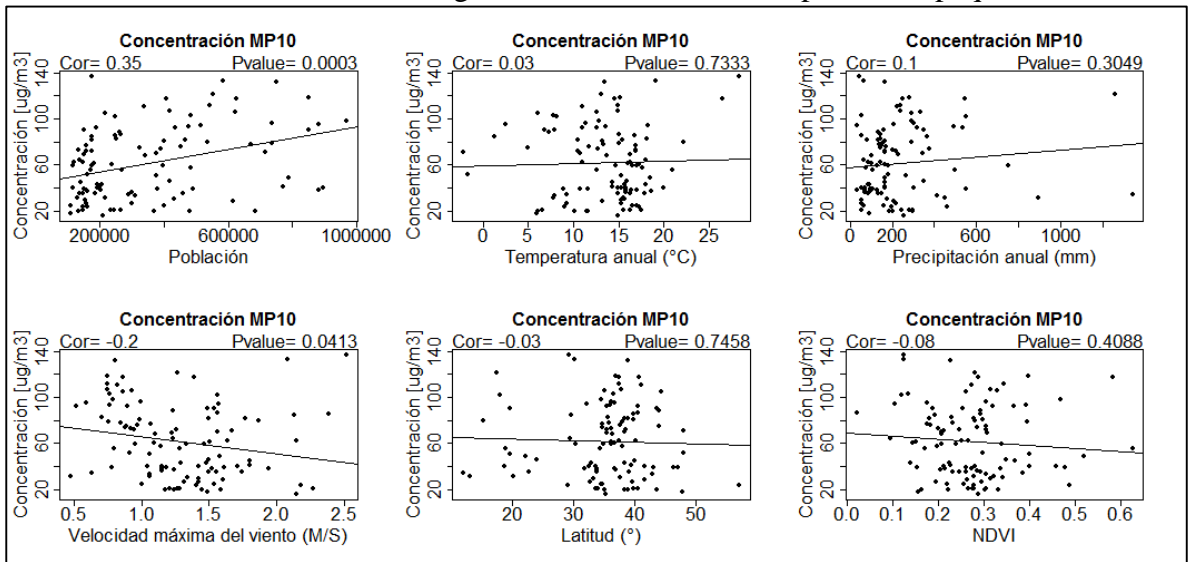 Concentración MP10
Cor= 0.35 Pvalue= 0.0003
Concentración [ug/m3]
20 60 100 140
200000 600000 1000000
Población
Concentración MP10
Cor= 0.03 Pvalue= 0.7333
Concentración [ug/m3]
20 60 100 140
0 5 10 15 20 25
Temperatura anual (°C)
Concentración MP10
Cor= 0.1 Pvalue= 0.3049
Concentración [ug/m3]
20 60 100 140
0 200 600 1000
Precipitación anual (mm)
Concentración MP10
Cor= -0.2 Pvalue= 0.0413
Concentración [ug/m3]
20 60 100 140
0.5 1.0 1.5 2.0 2.5
Velocidad máxima del viento (M/S)
Concentración MP10
Cor= -0.03 Pvalue= 0.7458
Concentración [ug/m3]
20 60 100 140
20 30 40 50
Latitud (°)
Concentración MP10
Cor= -0.08 Pvalue= 0.4088
Concentración [ug/m3]
20 60 100 140
0.0 0.1 0.2 0.3 0.4 0.5 0.6
NDVI